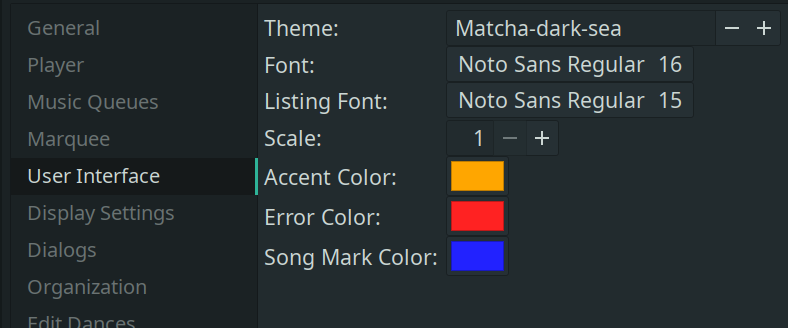 General
Player
Music Queues
Marquee
User Interface
Display Settings
Dialogs
Organization
Edit Dances
Theme: Matcha-dark-sea − +
Font: Noto Sans Regular 16
Listing Font: Noto Sans Regular 15
Scale: 1 − +
Accent Color:
Error Color:
Song Mark Color: